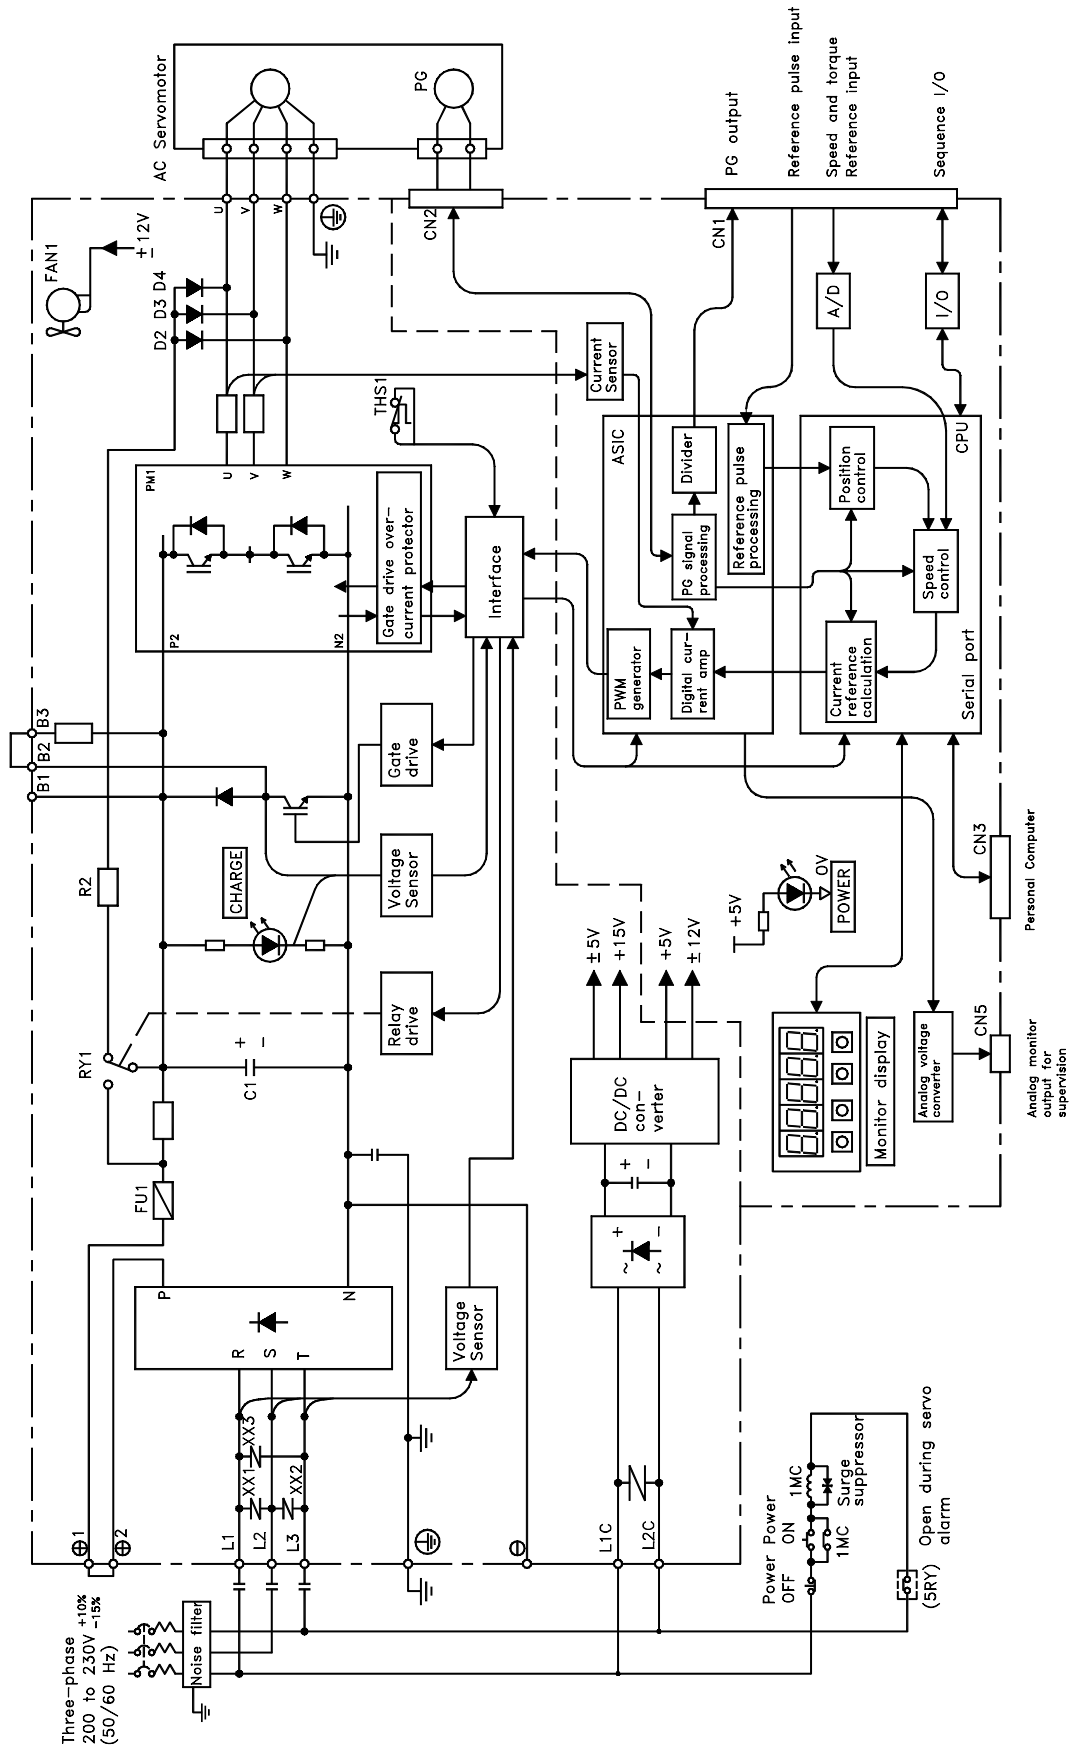 Three-phase
200 to 230V +10% -15%
(50/60 Hz)
Noise filter
L1
L2
L3
XX1
XX3
XX2
1
2
R
S
T
P
N
Voltage
Sensor
FU1
RY1
R2
C1
+
−
CHARGE
Relay
drive
Voltage
Sensor
Gate
drive
B1
B2
B3
P2
N2
PM1
Gate drive over-
current protector
Interface
U
V
W
THS1
D2
D3
D4
FAN1
±12V
U
V
W
AC Servomotor
PG
CN2
L1C
L2C
~
~
+
−
+
−
DC/DC
con-
verter
±5V
+15V
+5V
±12V
Current
Sensor
ASIC
PWM
generator
Digital cur-
rent amp
PG signal
processing
Divider
Reference pulse
processing
CPU
Current
reference
calculation
Speed
control
Position
control
Serial port
A/D
I/O
CN1
PG output
Reference pulse input
Speed and torque
Reference input
Sequence I/O
+5V
0V
POWER
Monitor display
Analog voltage
converter
CN5
Analog monitor
output for
supervision
CN3
Personal Computer
Power
OFF
Power
ON
1MC
1MC
Surge
suppressor
(5RY)
Open during servo
alarm